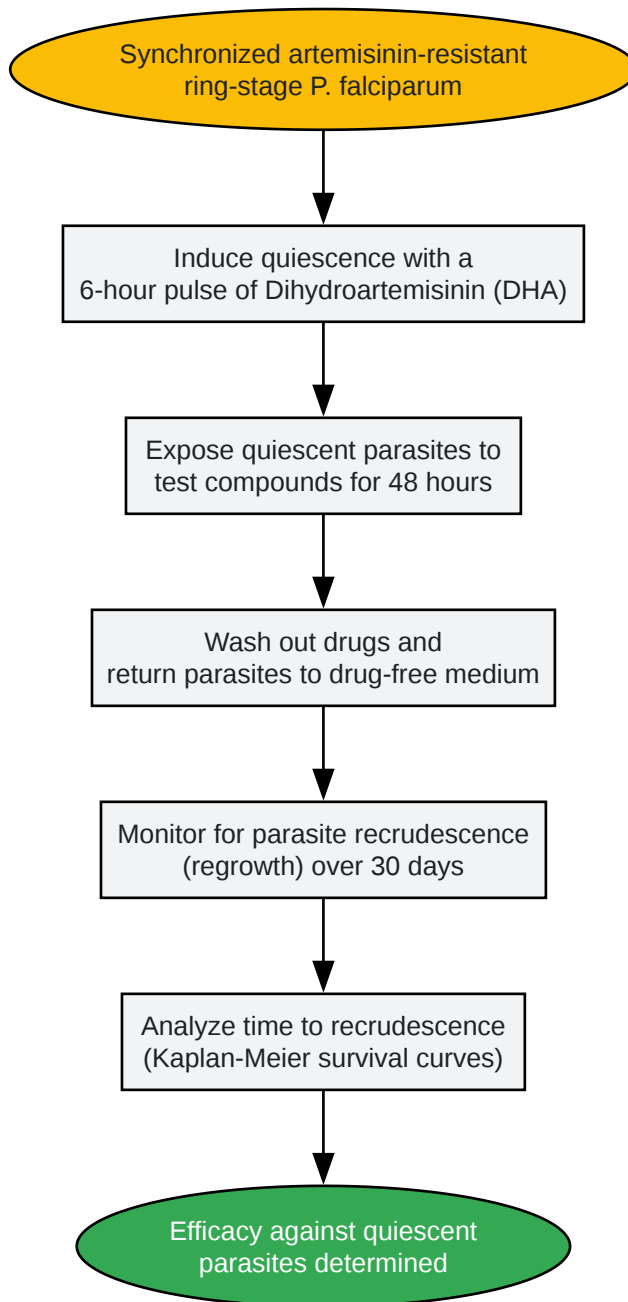 Synchronized artemisinin-resistant
ring-stage P. falciparum
Induce quiescence with a
6-hour pulse of Dihydroartemisinin (DHA)
Expose quiescent parasites to
test compounds for 48 hours
Wash out drugs and
return parasites to drug-free medium
Monitor for parasite recrudescence
(regrowth) over 30 days
Analyze time to recrudescence
(Kaplan-Meier survival curves)
Efficacy against quiescent
parasites determined